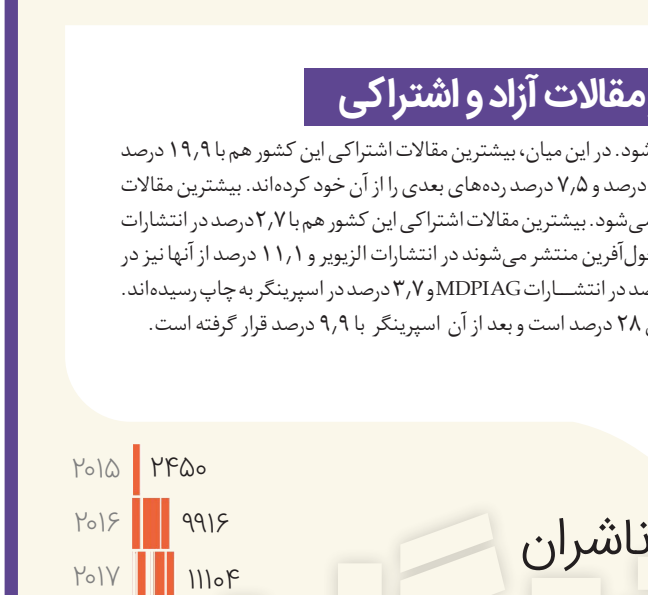 مقالات آزاد و اشتراکی
شود. در این میان، بیشترین مقالات اشتراکی این کشور هم با ۱۹٫۹ درصد
درصد و ۷٫۵ درصد رده‌های بعدی را از آن خود کرده‌اند. بیشترین مقالات
می‌شود. بیشترین مقالات اشتراکی این کشور هم با ۲٫۷درصد در انتشارات
ول‌آفرین منتشر می‌شوند در انتشارات الزیویر و ۱۱٫۱ درصد از آنها نیز در
صد در انتشـــارات MDPIAG و ۳٫۷ درصد در اسپرینگر به چاپ رسیده‌اند.
۲۸ درصد است و بعد از آن اسپرینگر با ۹٫۹ درصد قرار گرفته است.
۲۰۱۵ ۲۴۵۰
۲۰۱۶ ۹۹۱۶
ناشران
۲۰۱۷ ۱۱۱۰۴